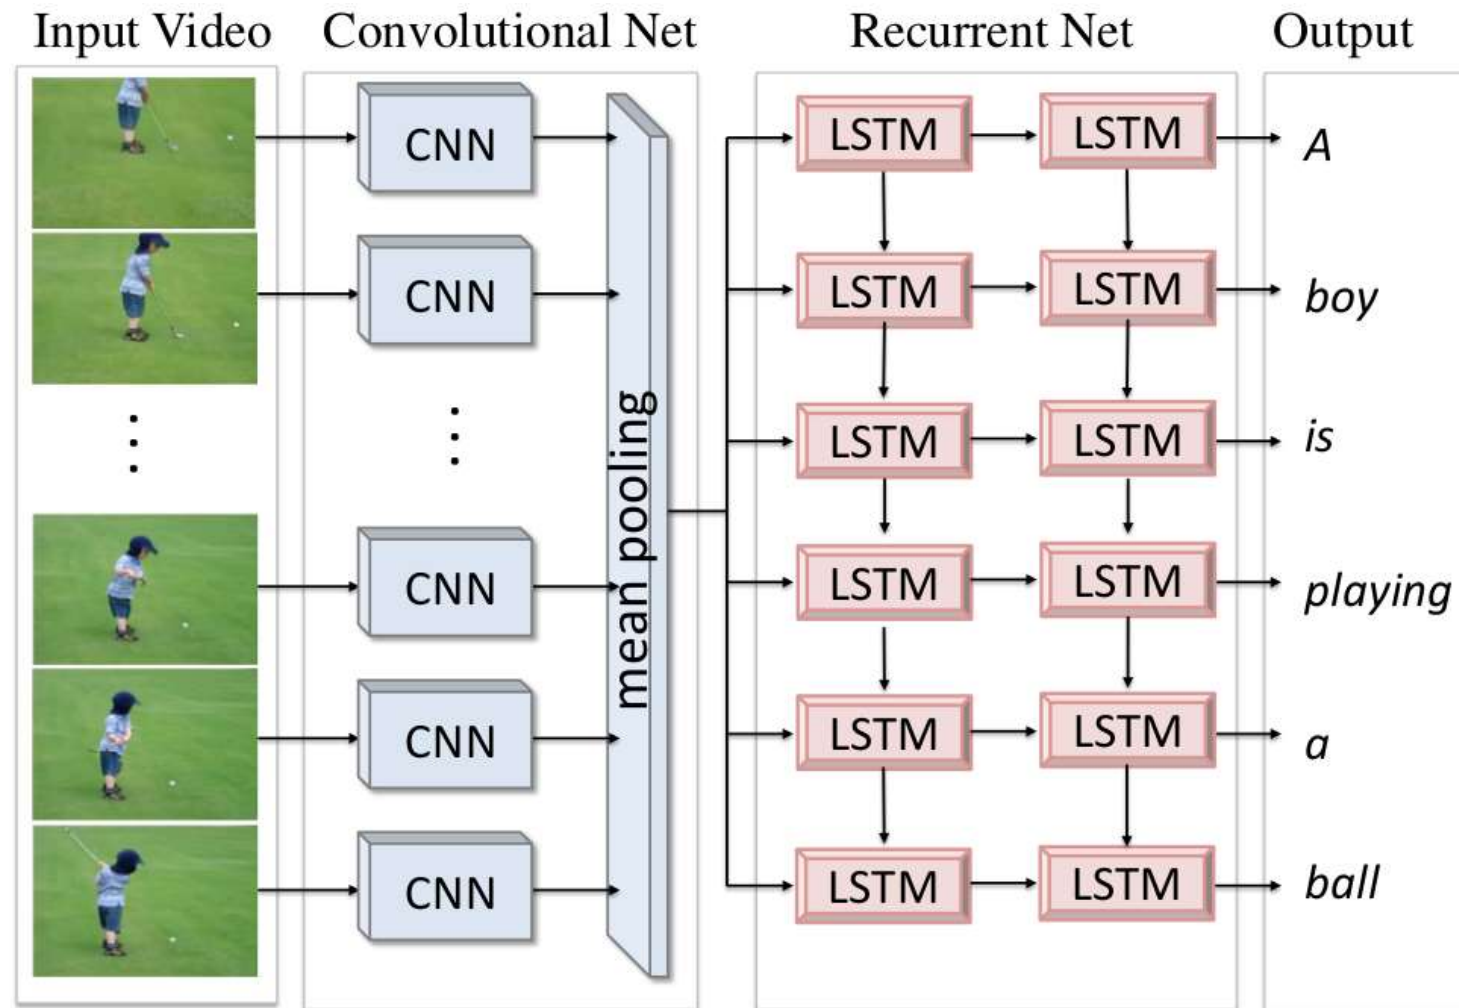 Input Video Convolutional Net Recurrent Net Output
CNN LSTM LSTM A
CNN LSTM LSTM boy
LSTM LSTM is
mean pooling
CNN LSTM LSTM playing
CNN LSTM LSTM a
CNN LSTM LSTM ball